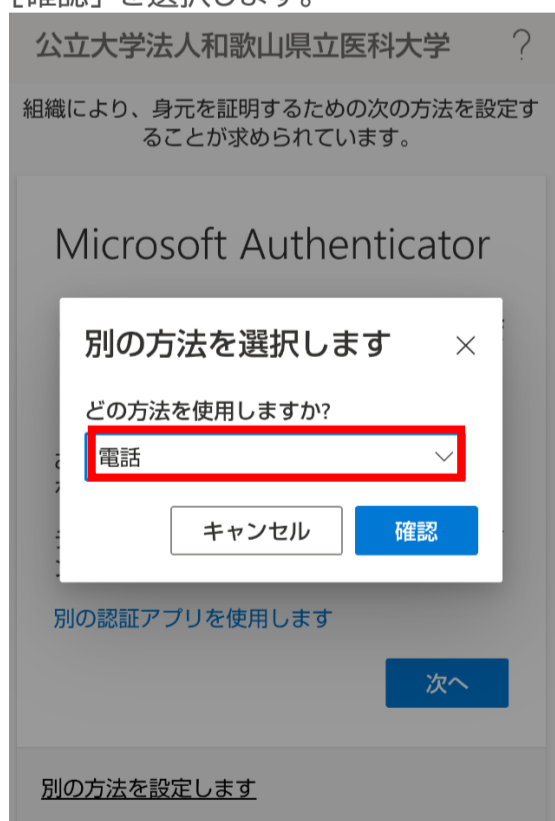 [確認」を選択します。
公立大学法人和歌山県立医科大学 ?
組織により、身元を証明するための次の方法を設定す
ることが求められています。
Microsoft Authenticator
別の方法を選択します ×
どの方法を使用しますか?
電話
キャンセル 確認
別の認証アプリを使用します
次へ
別の方法を設定します